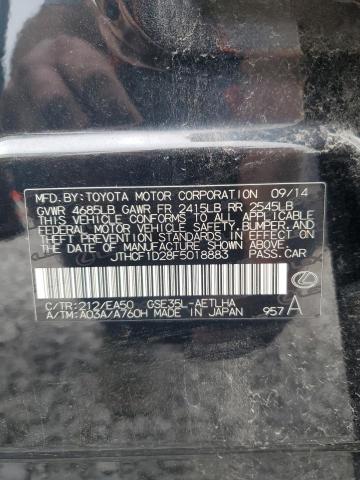 MFD.BY:TOYOTA MOTOR CORPORATION 09/14
GVWR 4685LB GAWR FR 2415LB RR 2545LB
THIS VEHICLE CONFORMS TO ALL APPLICABLE
FEDERAL MOTOR VEHICLE SAFETY,BUMPER,AND
THEFT PREVENTION STANDARDS IN EFFECT ON
THE DATE OF MANUFACTURE SHOWN ABOVE.
JTHCF1D28F5018883 PASS.CAR
C/TR:212/EA50 GSE35L-AETLHA
A/TM:A03A/A760H MADE IN JAPAN 957 A